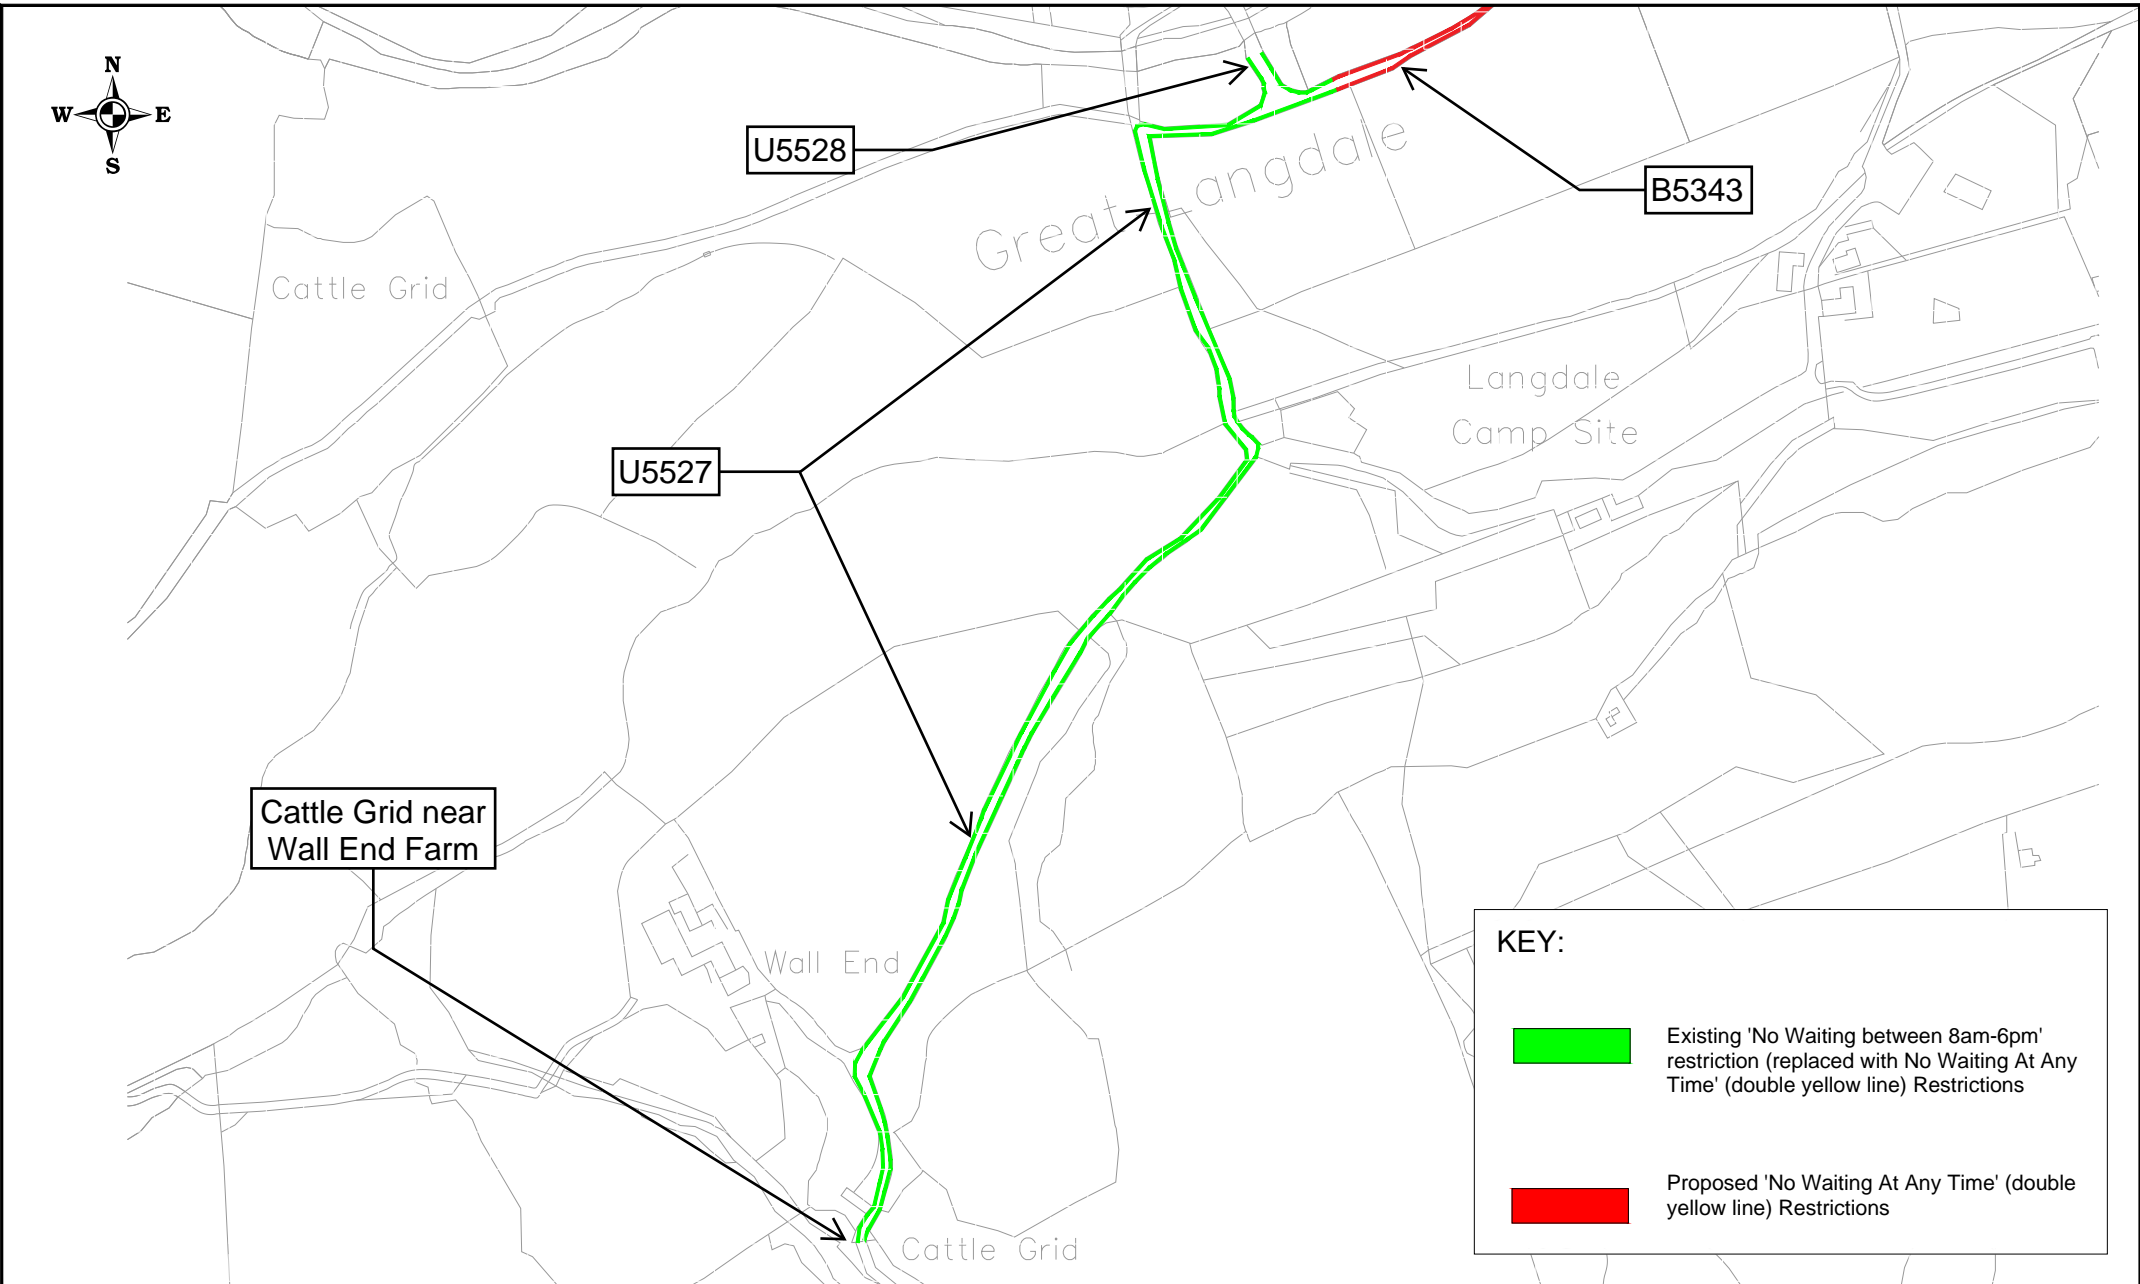 N
W E
S
U5528
B5343
Great Langdale
Cattle Grid
Langdale
Camp Site
U5527
Cattle Grid near
Wall End Farm
Wall End
KEY:
Existing 'No Waiting between 8am-6pm'
restriction (replaced with No Waiting At Any
Time' (double yellow line) Restrictions
Proposed 'No Waiting At Any Time' (double
yellow line) Restrictions
Cattle Grid